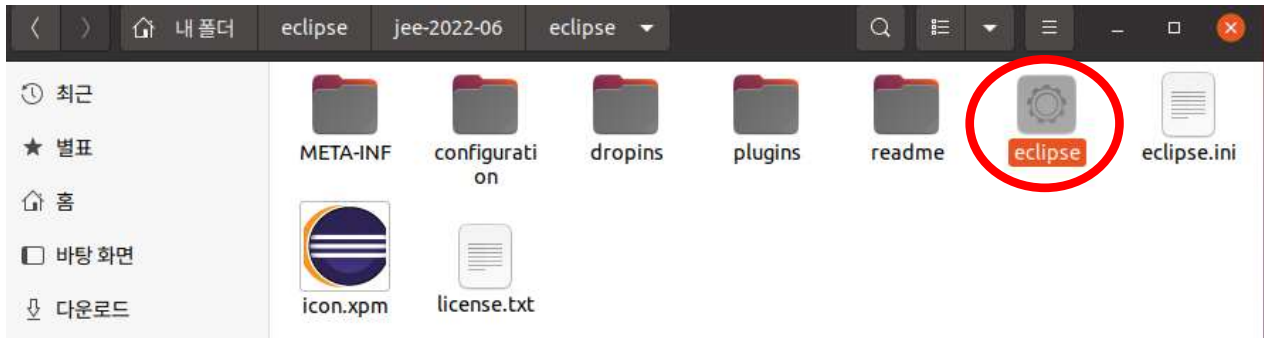 내 폴더 eclipse jee-2022-06 eclipse
최근
별표
홈
바탕 화면
다운로드
META-INF
configurati
on
dropins
plugins
readme
eclipse
eclipse.ini
icon.xpm
license.txt